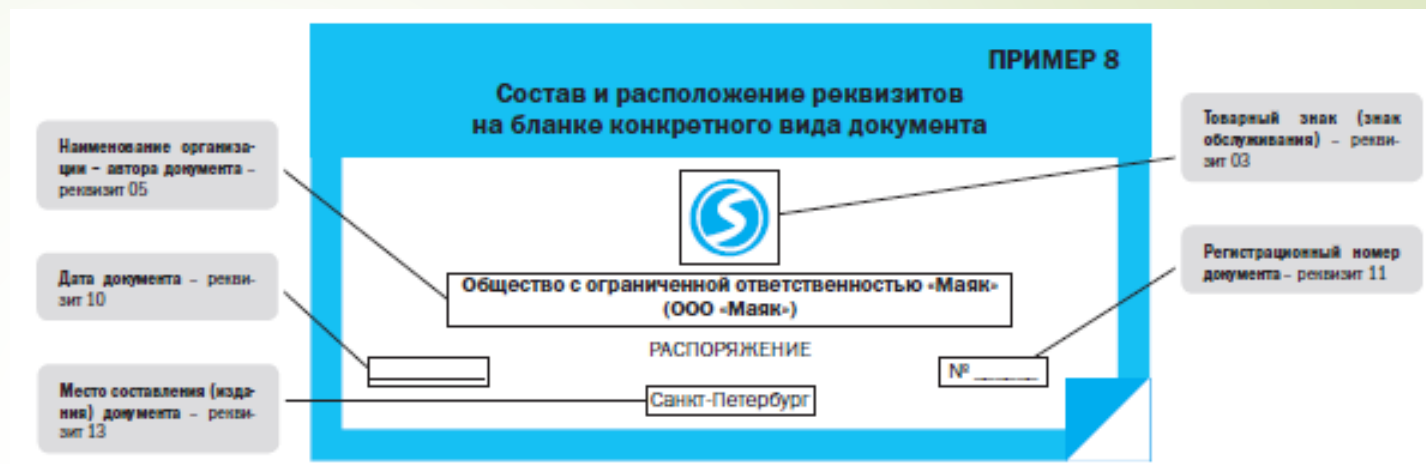 ПРИМЕР 8
Состав и расположение реквизитов
на бланке конкретного вида документа
Наименование организа-
ции – автора документа –
реквизит 05
Дата документа – рекви-
зит 10
Место составления (изда-
ния) документа – рекви-
зит 13
Общество с ограниченной ответственностью «Маяк»
(ООО «Маяк»)
РАСПОРЯЖЕНИЕ
№ ______
Санкт-Петербург
Товарный знак (знак
обслуживания) – рекви-
зит 03
Регистрационный номер
документа – реквизит 11